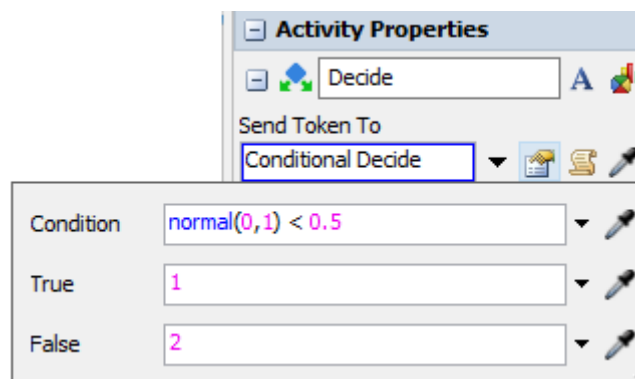 Activity Properties
Decide A
Send Token To
Conditional Decide
Condition normal(0,1) < 0.5
True 1
False 2